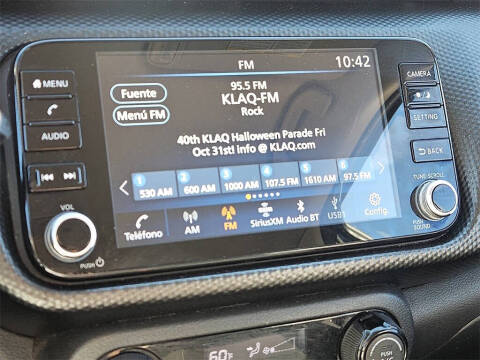 FM 10:42
MENU
CAMERA
Fuente
95.5 FM
KLAQ-FM
Menú FM
Rock
SETTING
AUDIO
40th KLAQ Halloween Parade Fri
Oct 31st! Info @ KLAQ.com
BACK
1 2 3 4 5 6
530 AM 600 AM 1000 AM 107.5 FM 1610 AM 97.5 FM
TUNE·SCROLL
VOL
Teléfono AM FM SiriusXM Audio BT USB1 Config.
PUSH
PUSH
SOUND
60°F
PUSH
A/C